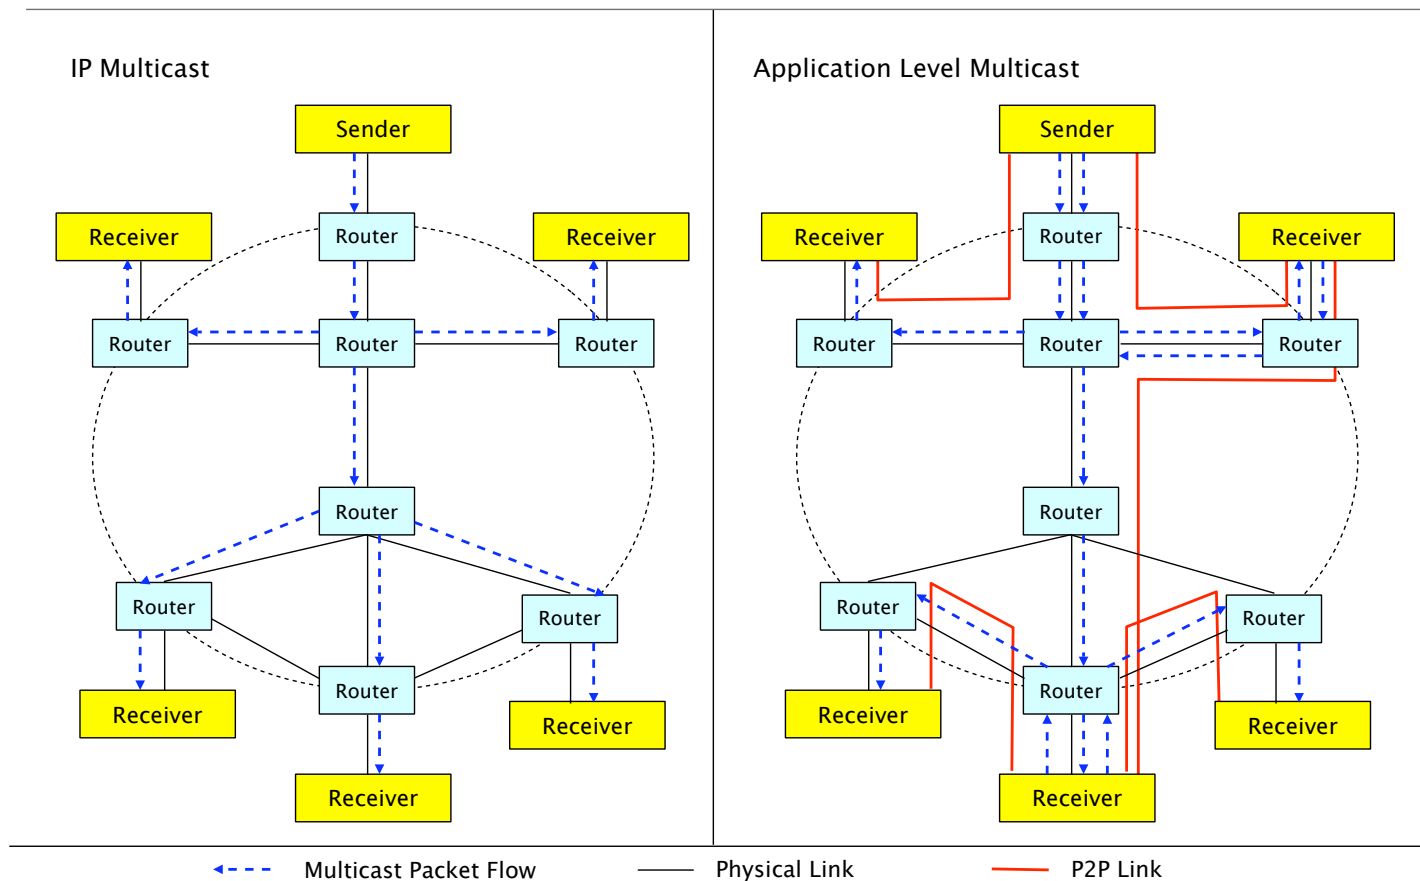 IP Multicast
Sender
Receiver
Router
Receiver
Router
Router
Router
Router
Router
Router
Router
Receiver
Receiver
Receiver
Application Level Multicast
Sender
Receiver
Router
Receiver
Router
Router
Router
Router
Router
Router
Router
Receiver
Receiver
Receiver
Multicast Packet Flow
Physical Link
P2P Link